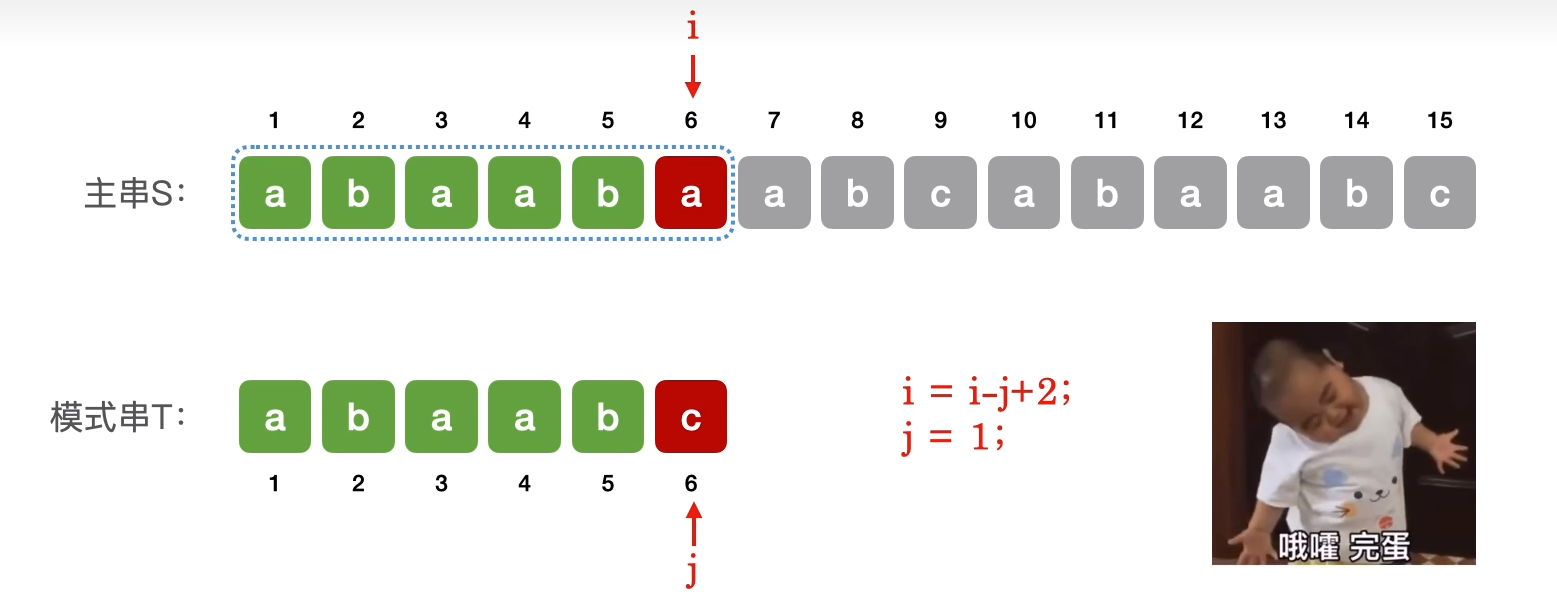 i
1 2 3 4 5 6 7 8 9 10 11 12 13 14 15
主串S： a b a a b a a b c a b a a b c
模式串T： a b a a b c
1 2 3 4 5 6
j
i = i-j+2;
j = 1;
哦嚯 完蛋